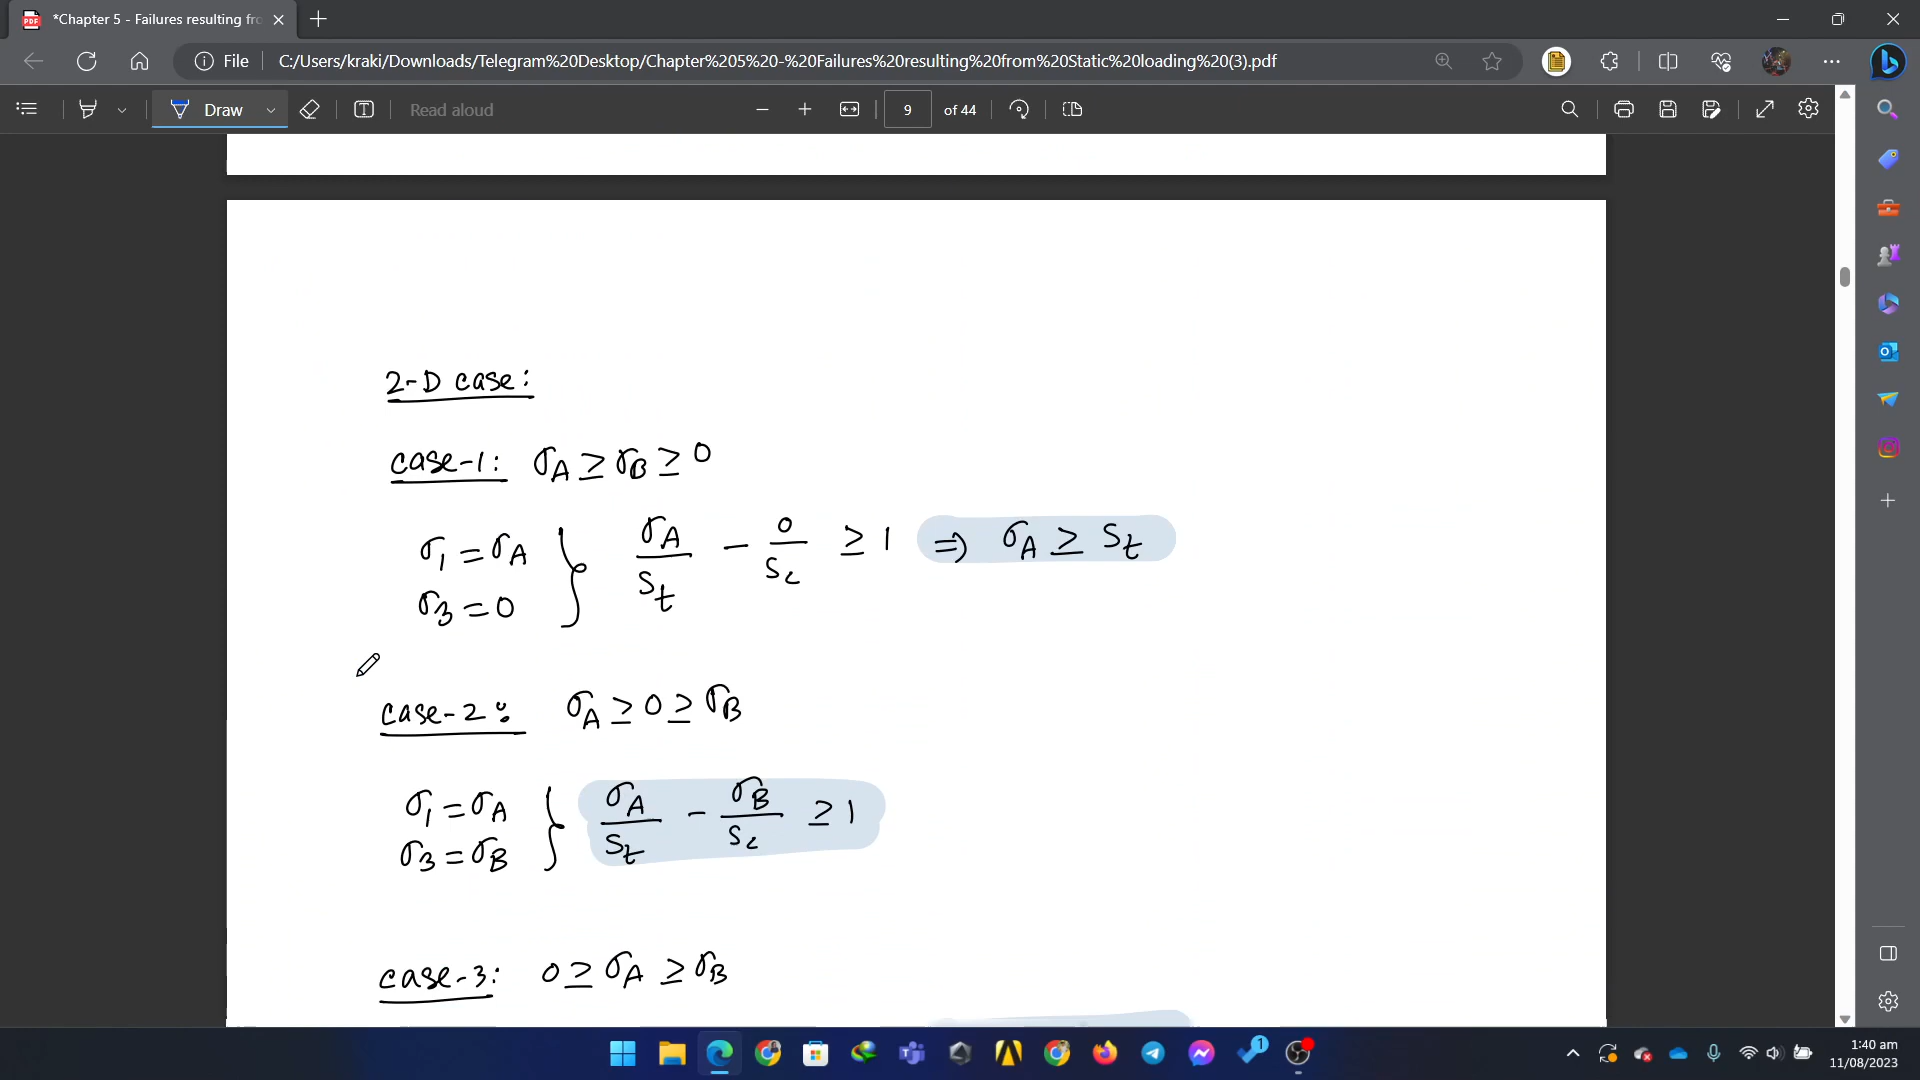 *Chapter 5 - Failures resulting fro
File C:/Users/kraki/Downloads/Telegram%20Desktop/Chapter%205%20-%20Failures%20resulting%20from%20Static%20loading%20(3).pdf
Draw Read aloud 9 of 44
2-D case:
case-1: σA ≥ σB ≥ 0
σ1 = σA } σA/St - 0/Sc ≥ 1 ⇒ σA ≥ St
σ3 = 0
case-2: σA ≥ 0 ≥ σB
σ1 = σA } σA/St - σB/Sc ≥ 1
σ3 = σB
case-3: 0 ≥ σA ≥ σB
1
1:40 am
11/08/2023